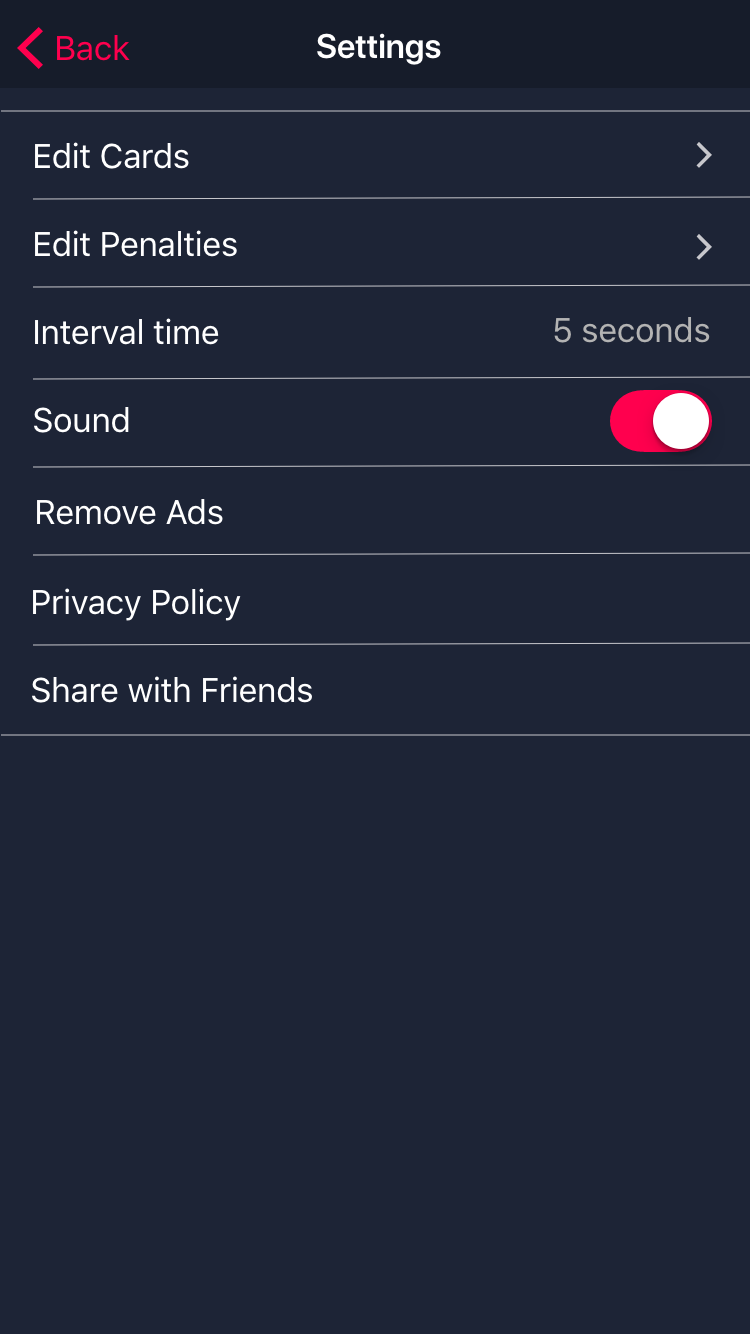 Back
Settings
Edit Cards
Edit Penalties
Interval time
5 seconds
Sound
Remove Ads
Privacy Policy
Share with Friends